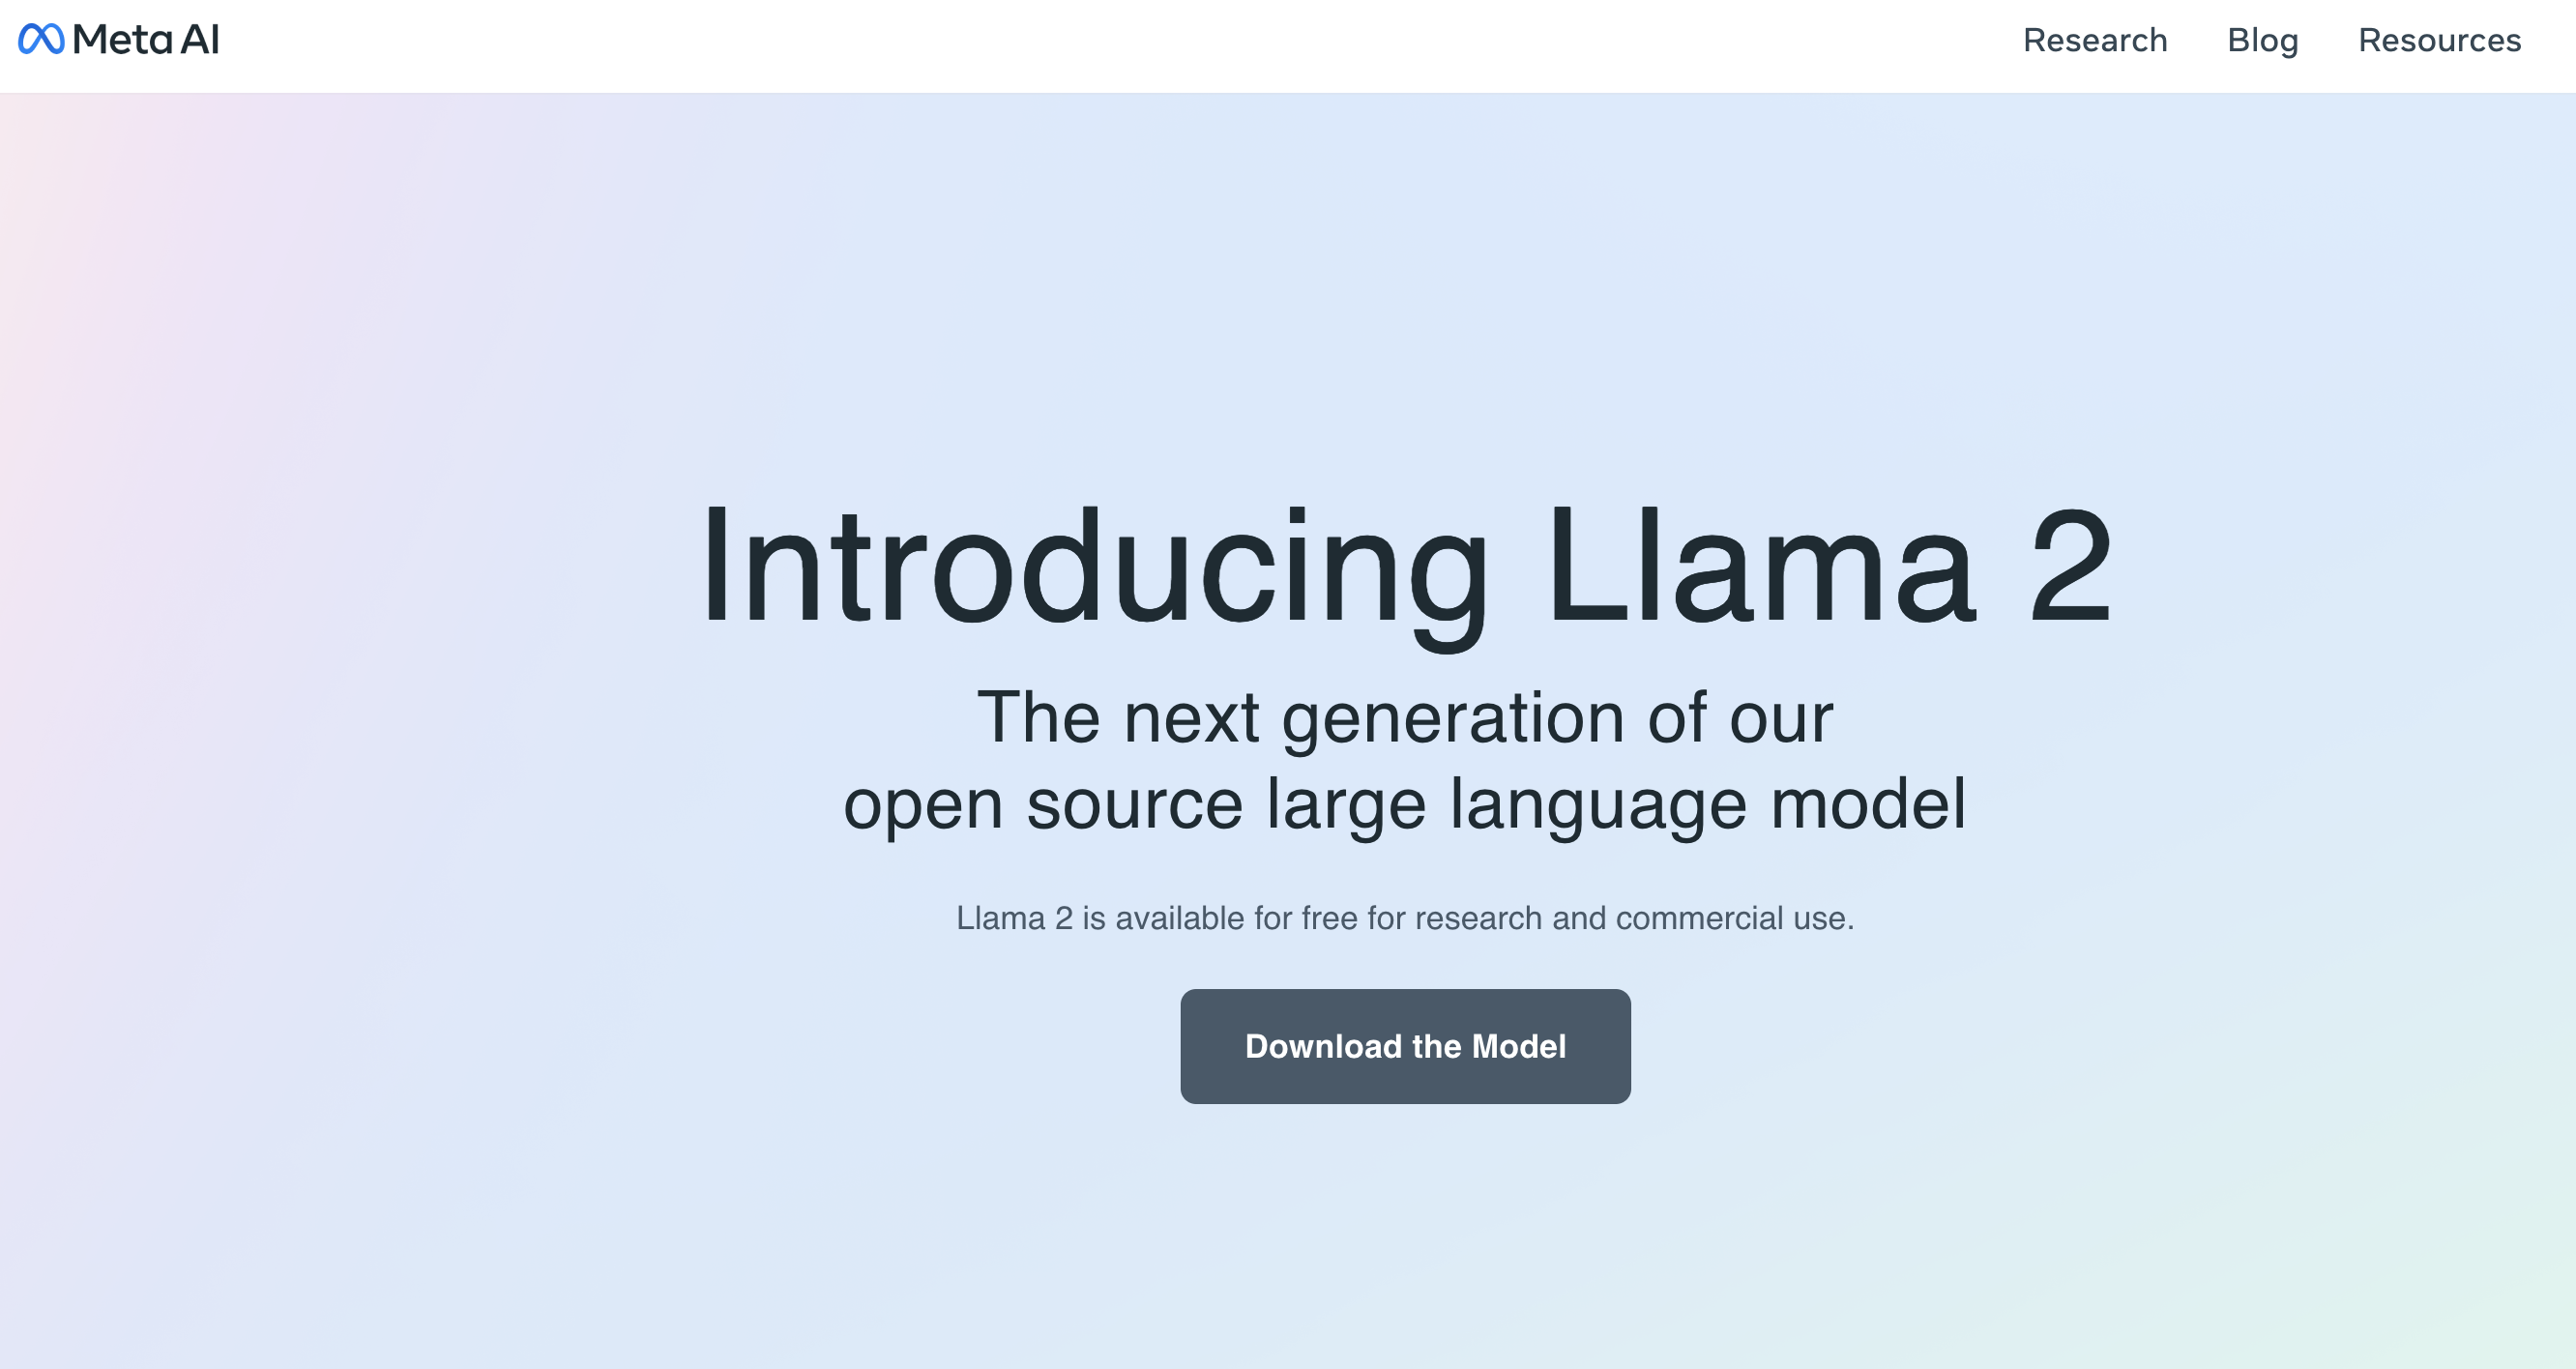 Meta AI
Research Blog Resources
Introducing Llama 2
The next generation of our
open source large language model
Llama 2 is available for free for research and commercial use.
Download the Model